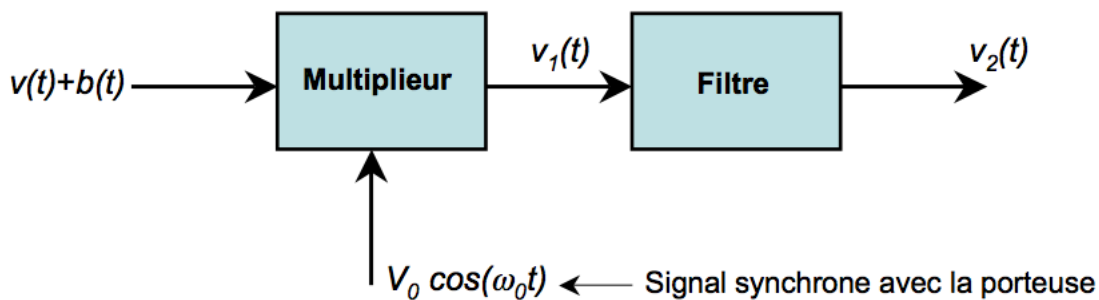 v(t)+b(t)
Multiplieur
v₁(t)
Filtre
v₂(t)
V₀ cos(ω₀t)
Signal synchrone avec la porteuse